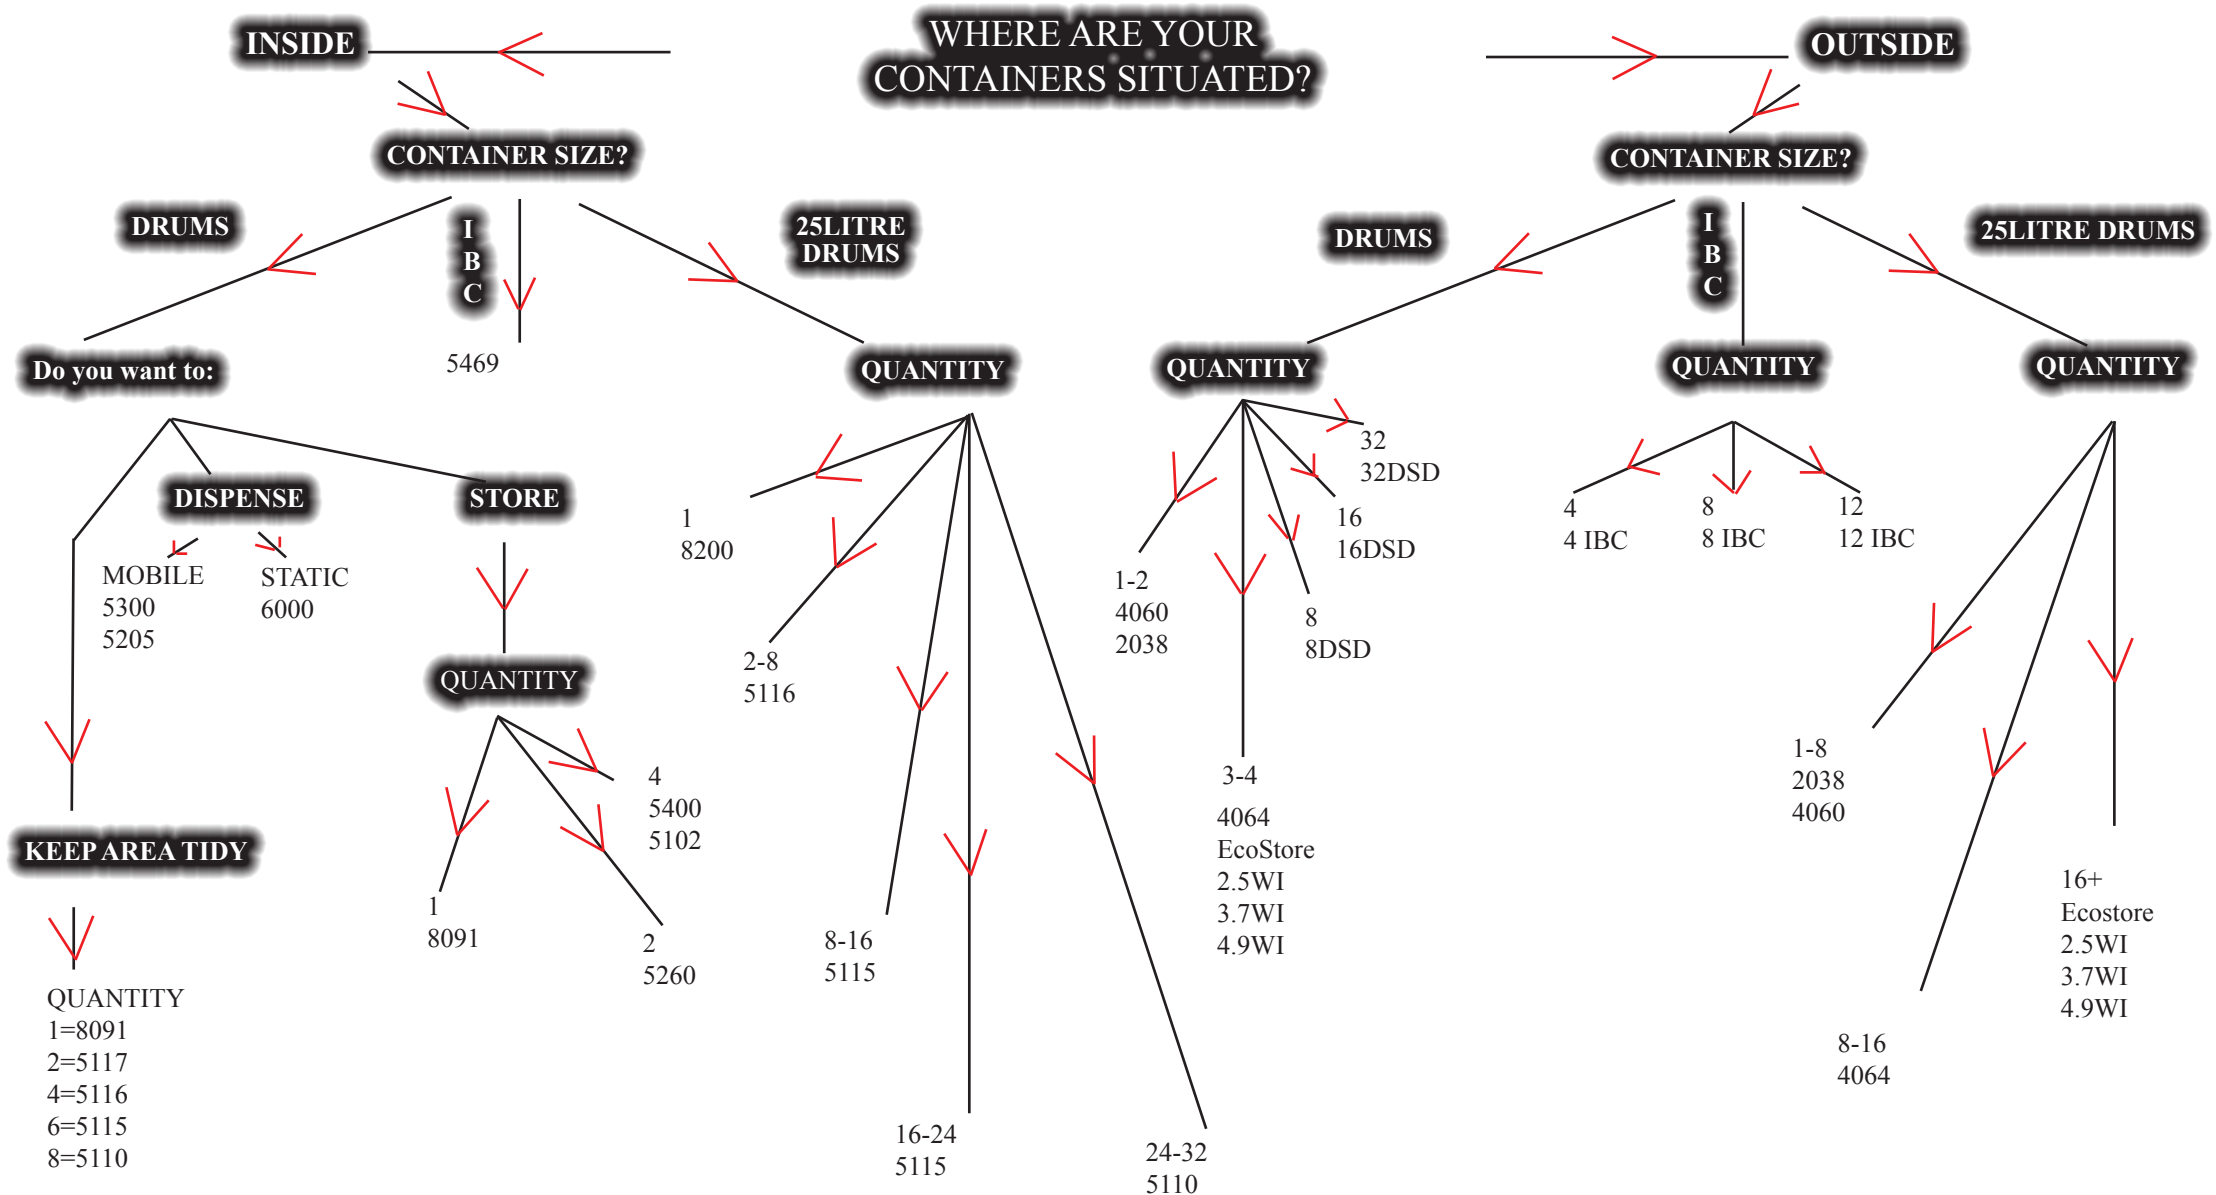 WHERE ARE YOUR
CONTAINERS SITUATED?
INSIDE
CONTAINER SIZE?
DRUMS
I
B
C
25LITRE
DRUMS
Do you want to:
5469
QUANTITY
DISPENSE
STORE
MOBILE
5300
5205
STATIC
6000
QUANTITY
4
5400
5102
1
8091
2
5260
KEEP AREA TIDY
QUANTITY
1=8091
2=5117
4=5116
6=5115
8=5110
1
8200
2-8
5116
8-16
5115
16-24
5115
24-32
5110
OUTSIDE
CONTAINER SIZE?
DRUMS
I
B
C
25LITRE DRUMS
QUANTITY
QUANTITY
QUANTITY
32
32DSD
16
16DSD
8
8DSD
1-2
4060
2038
3-4
4064
EcoStore
2.5WI
3.7WI
4.9WI
4
4 IBC
8
8 IBC
12
12 IBC
1-8
2038
4060
8-16
4064
16+
Ecostore
2.5WI
3.7WI
4.9WI